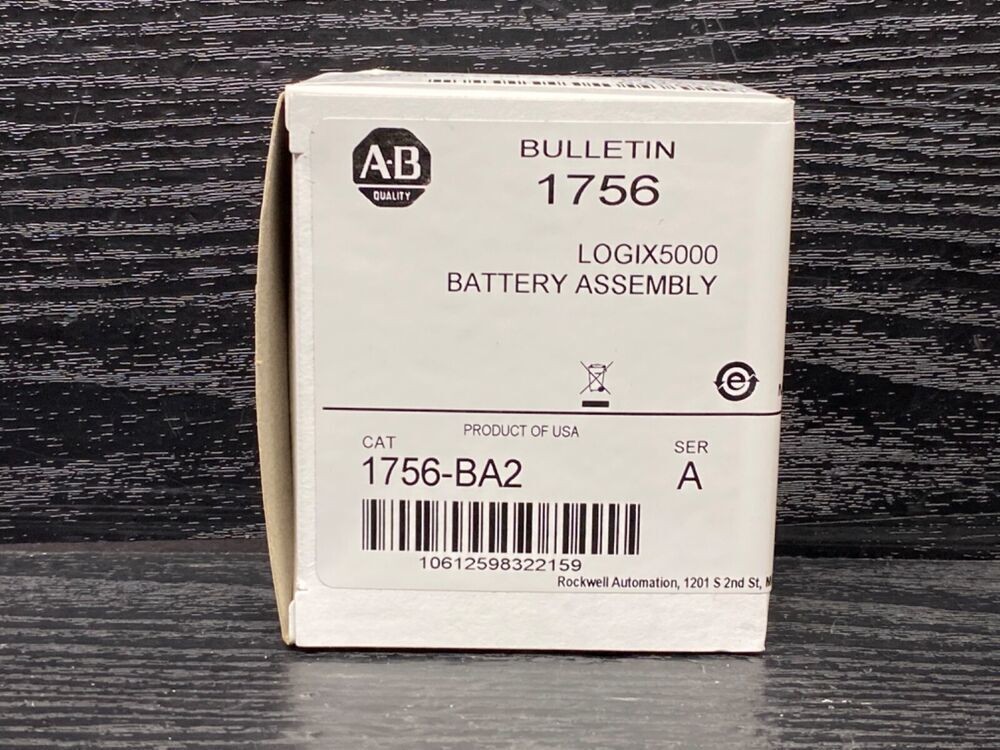 A·B
QUALITY
BULLETIN
1756
LOGIX5000
BATTERY ASSEMBLY
e
PRODUCT OF USA
CAT
1756-BA2
SER
A
10612598322159
Rockwell Automation, 1201 S 2nd St,